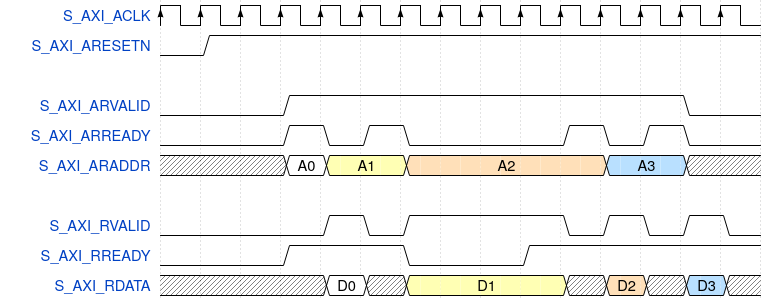 S_AXI_ACLK
S_AXI_ARESETN
S_AXI_ARVALID
S_AXI_ARREADY
S_AXI_ARADDR A0 A1 A2 A3
S_AXI_RVALID
S_AXI_RREADY
S_AXI_RDATA D0 D1 D2 D3